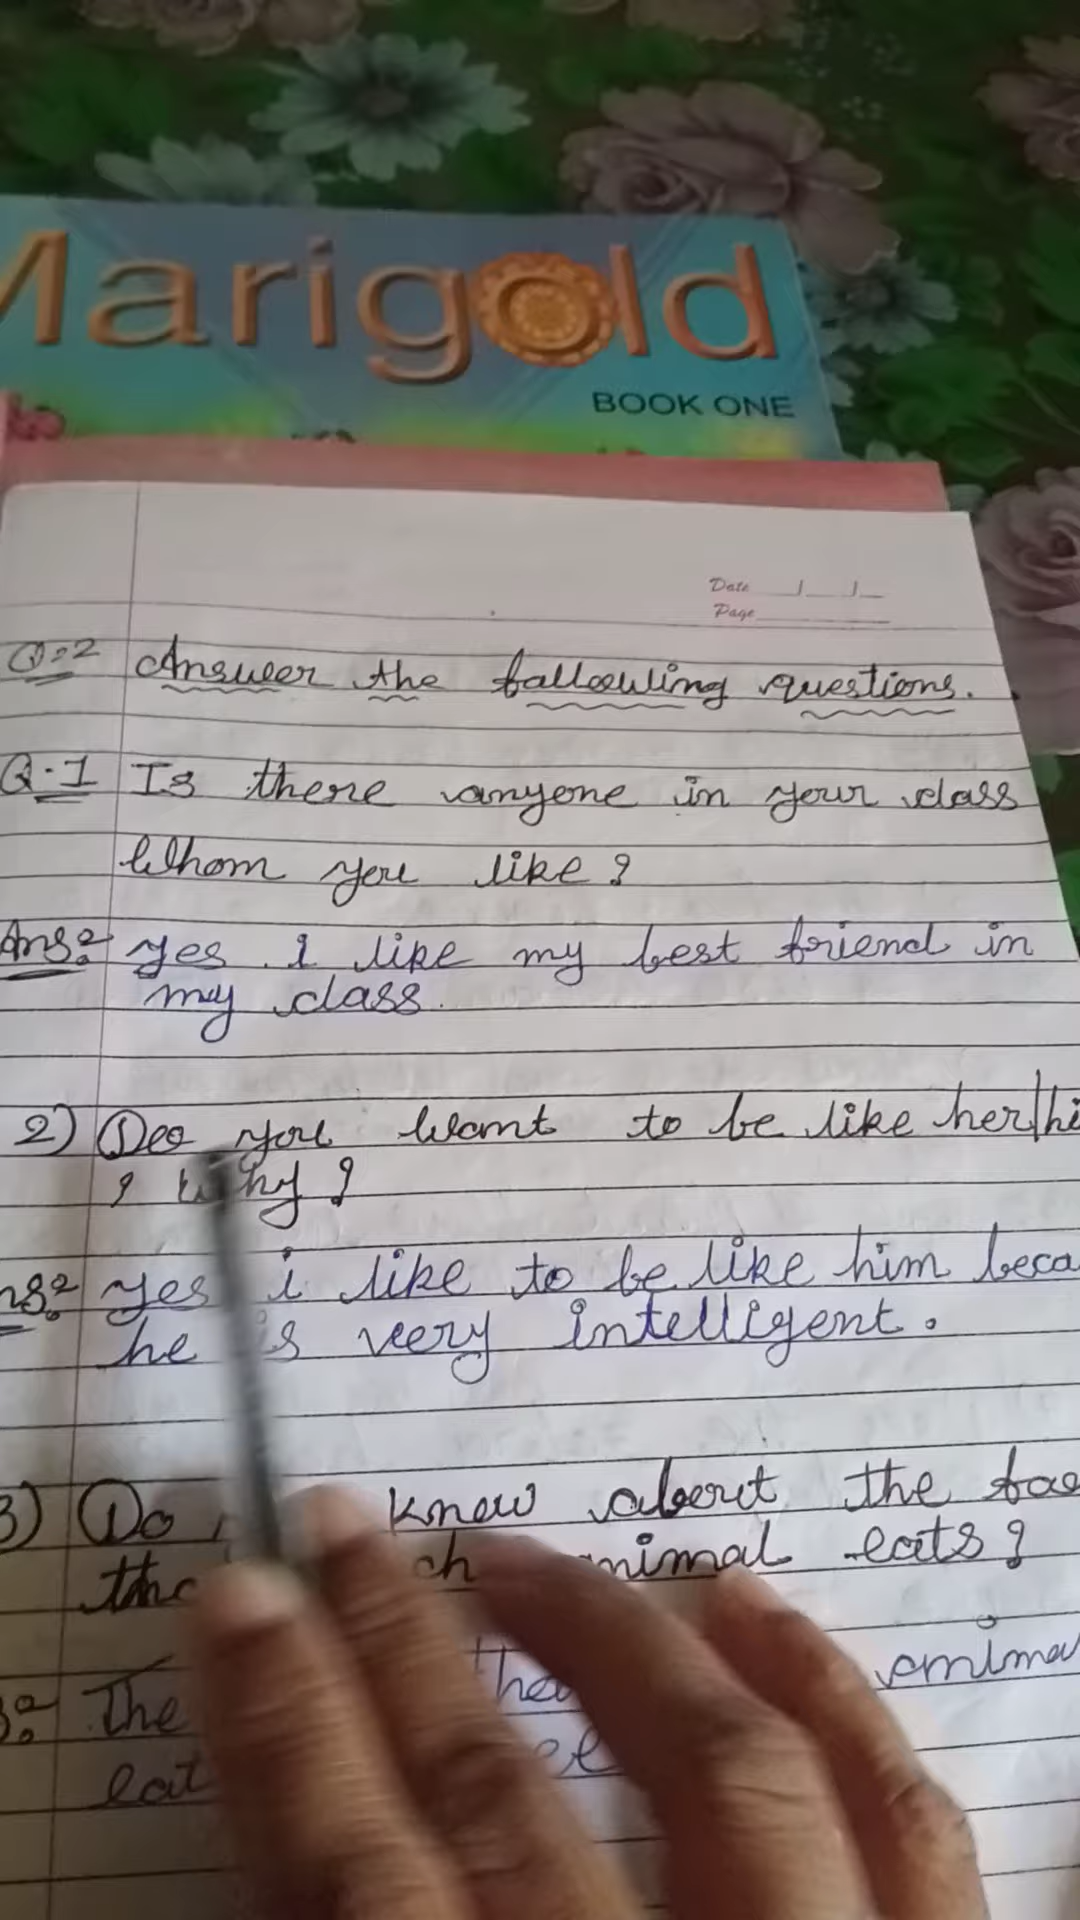 Marigold
BOOK ONE
Date
Page
Q:2 Answer the following questions.
Q.1 Is there anyone in your class
whom you like?
Ans: yes i like my best friend in
my class.
2) Do you want to be like her/hi
? why?
ns: yes i like to be like him beca
he is very intelligent.
3) Do know about the foo
animal eats?
The anima
eat